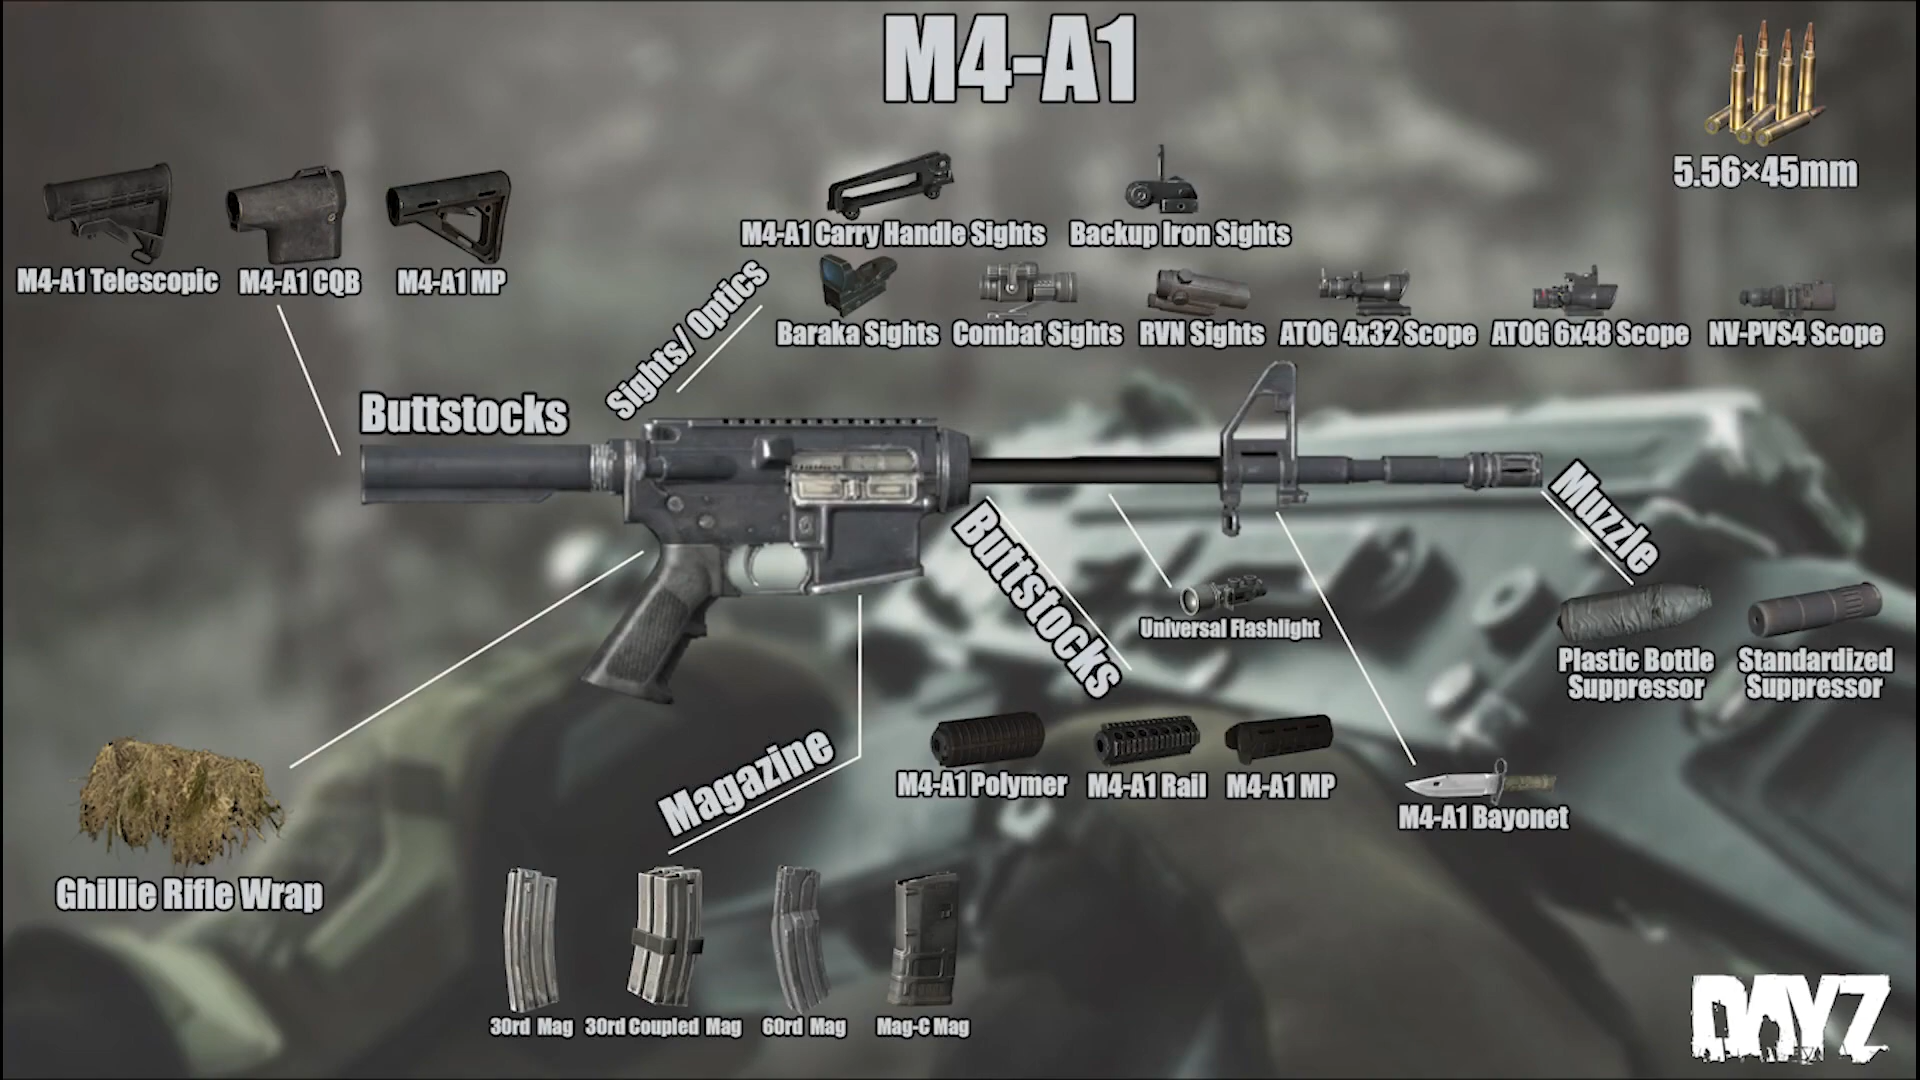 M4-A1
5.56×45mm
M4-A1 Telescopic
M4-A1 CQB
M4-A1 MP
M4-A1 Carry Handle Sights
Backup Iron Sights
Sights/ Optics
Baraka Sights
Combat Sights
RVN Sights
ATOG 4x32 Scope
ATOG 6x48 Scope
NV-PVS4 Scope
Buttstocks
Muzzle
Buttstocks
Universal Flashlight
Plastic Bottle
Suppressor
Standardized
Suppressor
Magazine
M4-A1 Polymer
M4-A1 Rail
M4-A1 MP
M4-A1 Bayonet
Ghillie Rifle Wrap
30rd Mag
30rd Coupled Mag
60rd Mag
Mag-C Mag
DAYZ